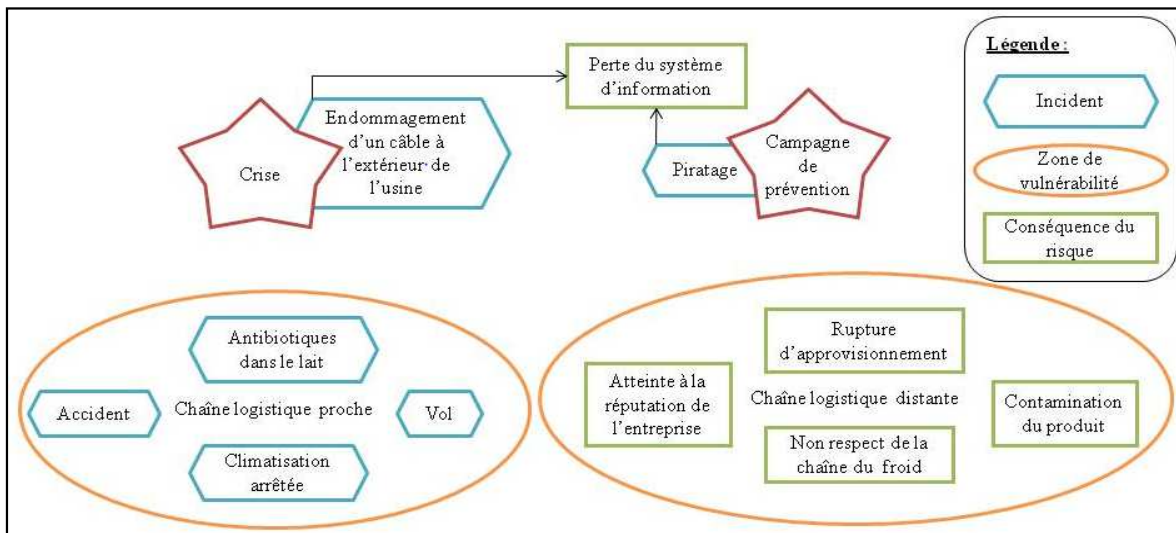 Perte du système
d'information
Endommagement
d'un câble à
l'extérieur de
l'usine
Crise
Piratage
Campagne
de
prévention
Légende :
Incident
Zone de
vulnérabilité
Conséquence du
risque
Antibiotiques
dans le lait
Accident
Chaîne logistique proche
Vol
Climatisation
arrêtée
Rupture
d'approvisionnement
Atteinte à la
réputation de
l'entreprise
Chaîne logistique distante
Contamination
du produit
Non respect de la
chaîne du froid